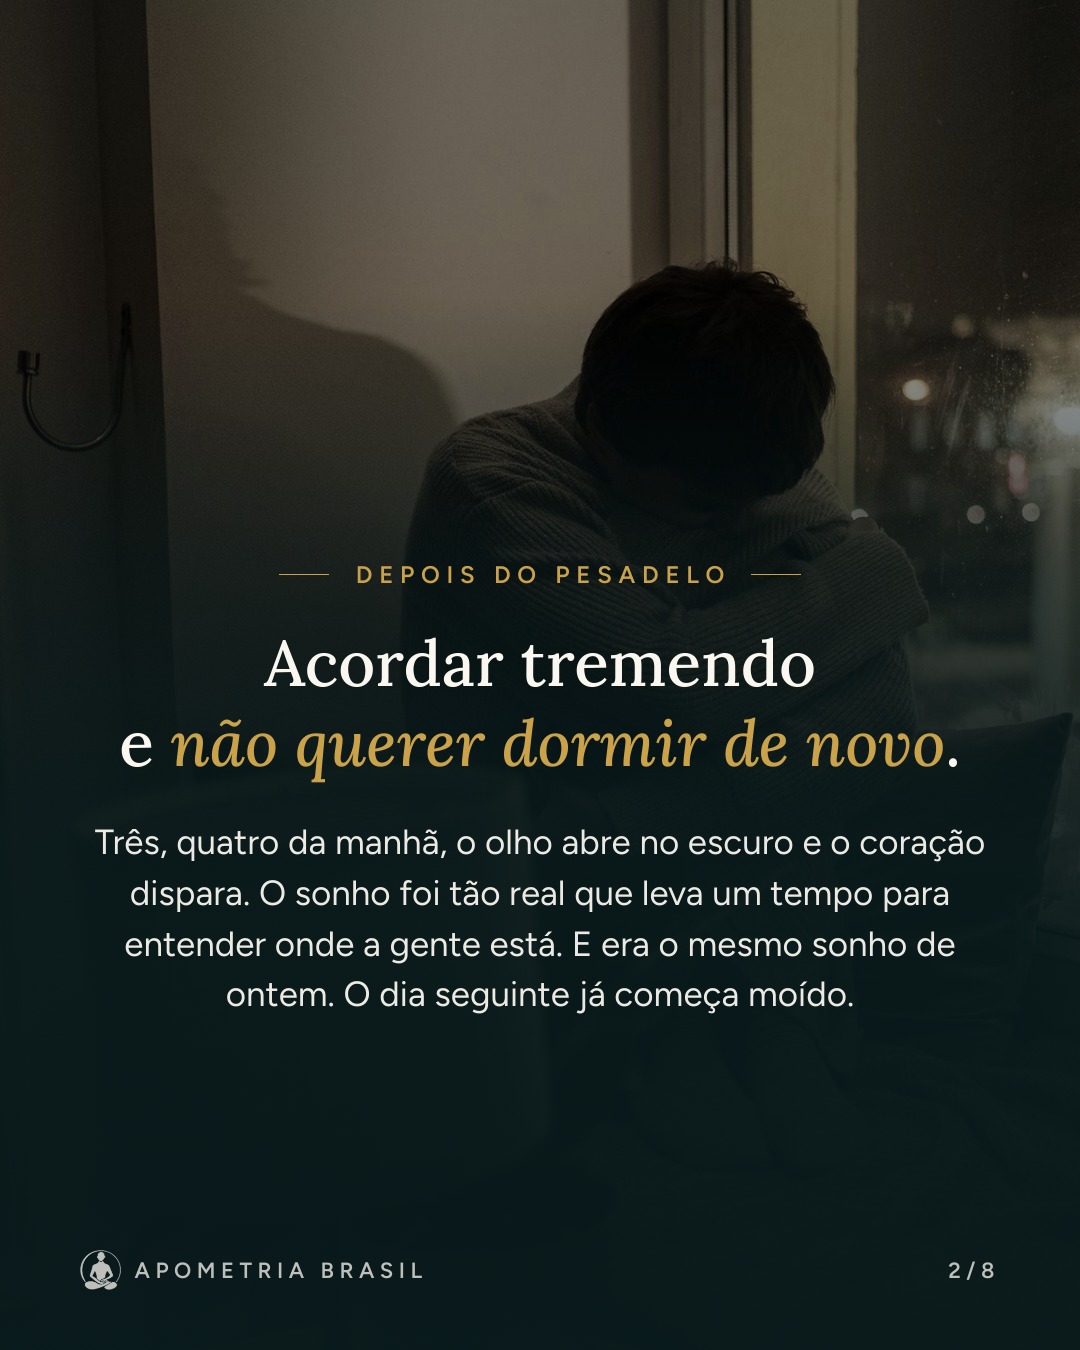 DEPOIS DO PESADELO
Acordar tremendo
e não querer dormir de novo.
Três, quatro da manhã, o olho abre no escuro e o coração
dispara. O sonho foi tão real que leva um tempo para
entender onde a gente está. E era o mesmo sonho de
ontem. O dia seguinte já começa moído.
APOMETRIA BRASIL
2/8